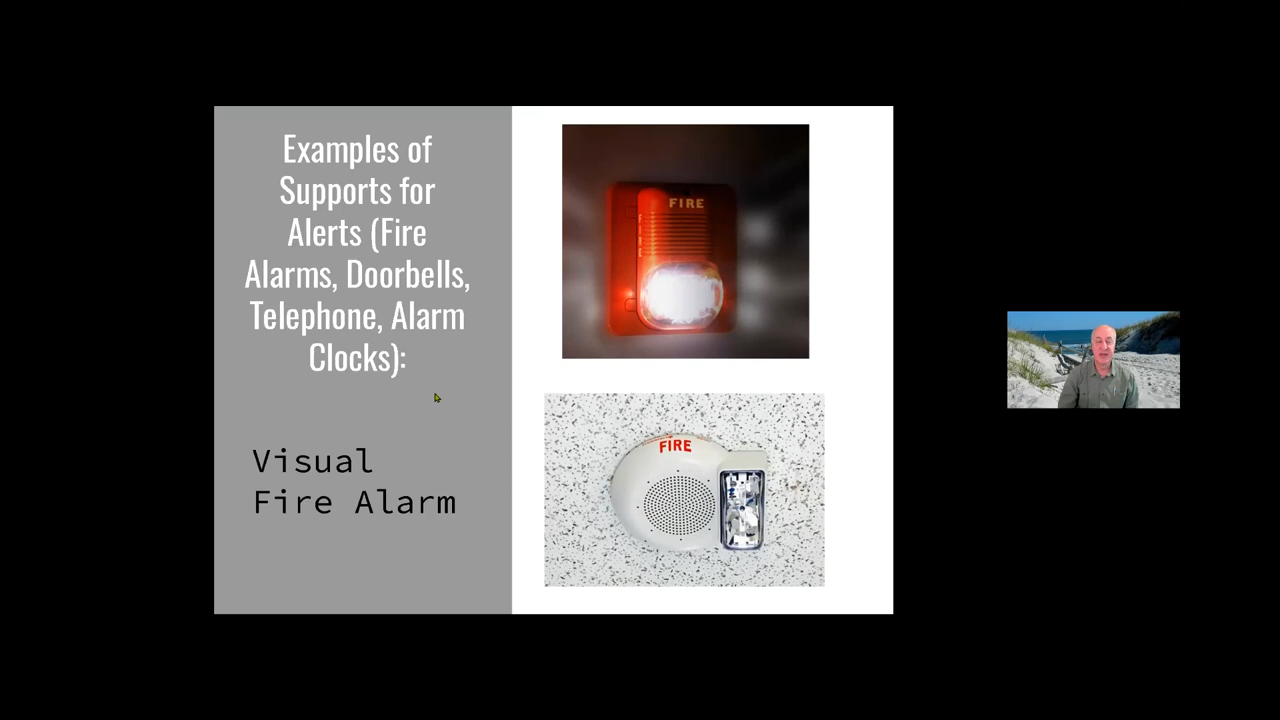 Examples of
Supports for
Alerts (Fire
Alarms, Doorbells,
Telephone, Alarm
Clocks):
Visual
Fire Alarm
FIRE
FIRE